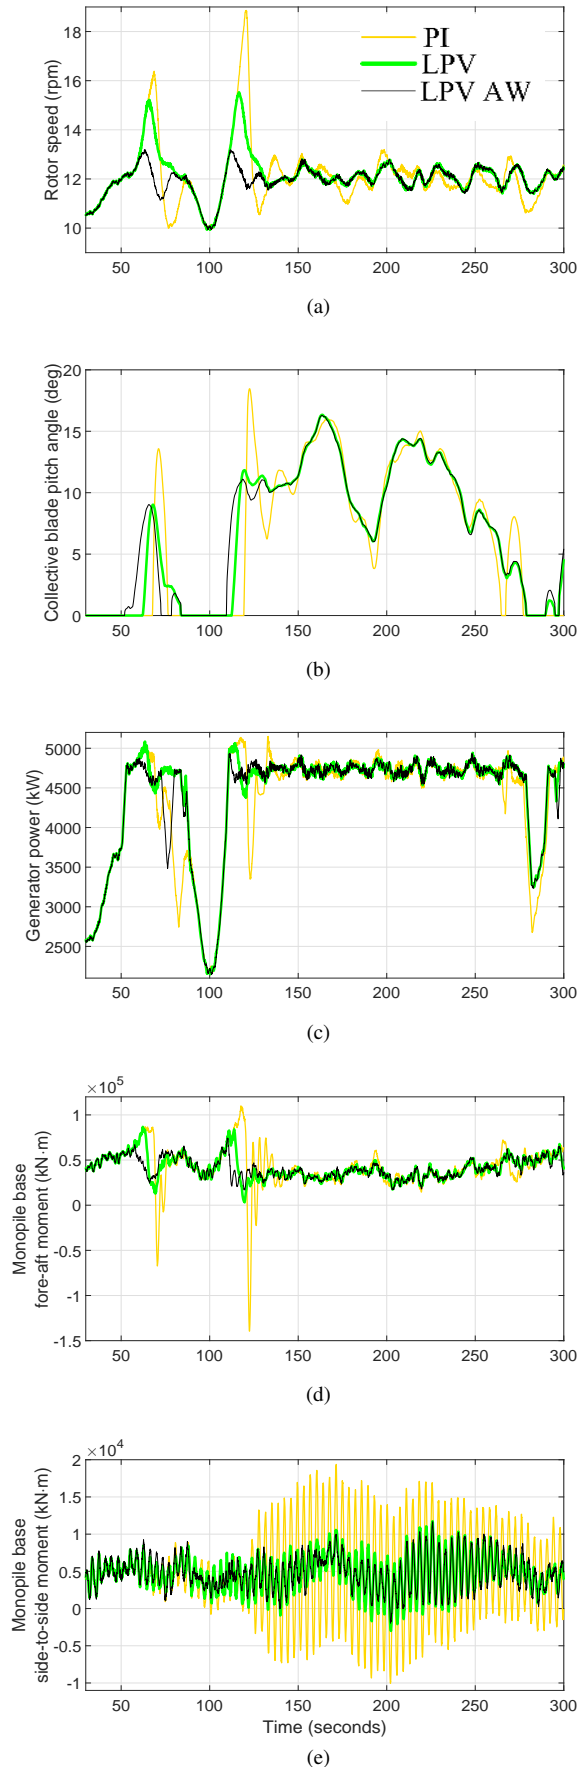 18
16
14
12
10
Rotor speed (rpm)
PI
LPV
LPV AW
50 100 150 200 250 300
(a)
20
15
10
5
0
Collective blade pitch angle (deg)
50 100 150 200 250 300
(b)
5000
4500
4000
3500
3000
2500
Generator power (kW)
50 100 150 200 250 300
(c)
×10^5
1
0.5
0
-0.5
-1
-1.5
Monopile base
fore-aft moment (kN·m)
50 100 150 200 250 300
(d)
×10^4
2
1.5
1
0.5
0
-0.5
-1
Monopile base
side-to-side moment (kN·m)
50 100 150 200 250 300
Time (seconds)
(e)